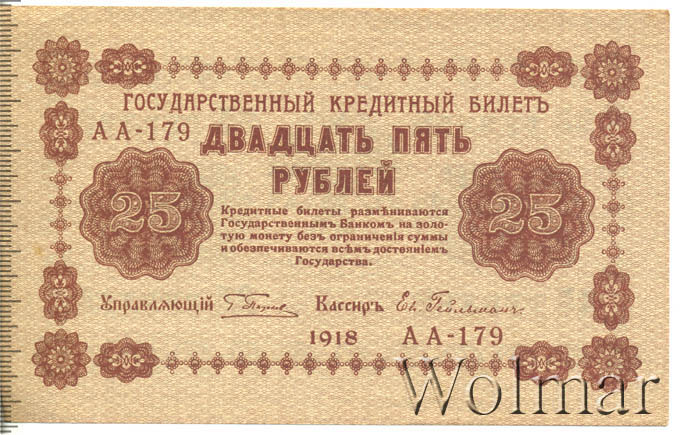 ГОСУДАРСТВЕННЫЙ КРЕДИТНЫЙ БИЛЕТЪ
АА-179
ДВАДЦАТЬ ПЯТЬ
РУБЛЕЙ
25
25
Кредитные билеты размѣниваются
Государственнымъ Банкомъ на золо-
тую монету безъ ограниченія суммы
и обезпечиваются всѣмъ достояніемъ
Государства.
Управляющій
Кассиръ
1918 АА-179
Wolmar